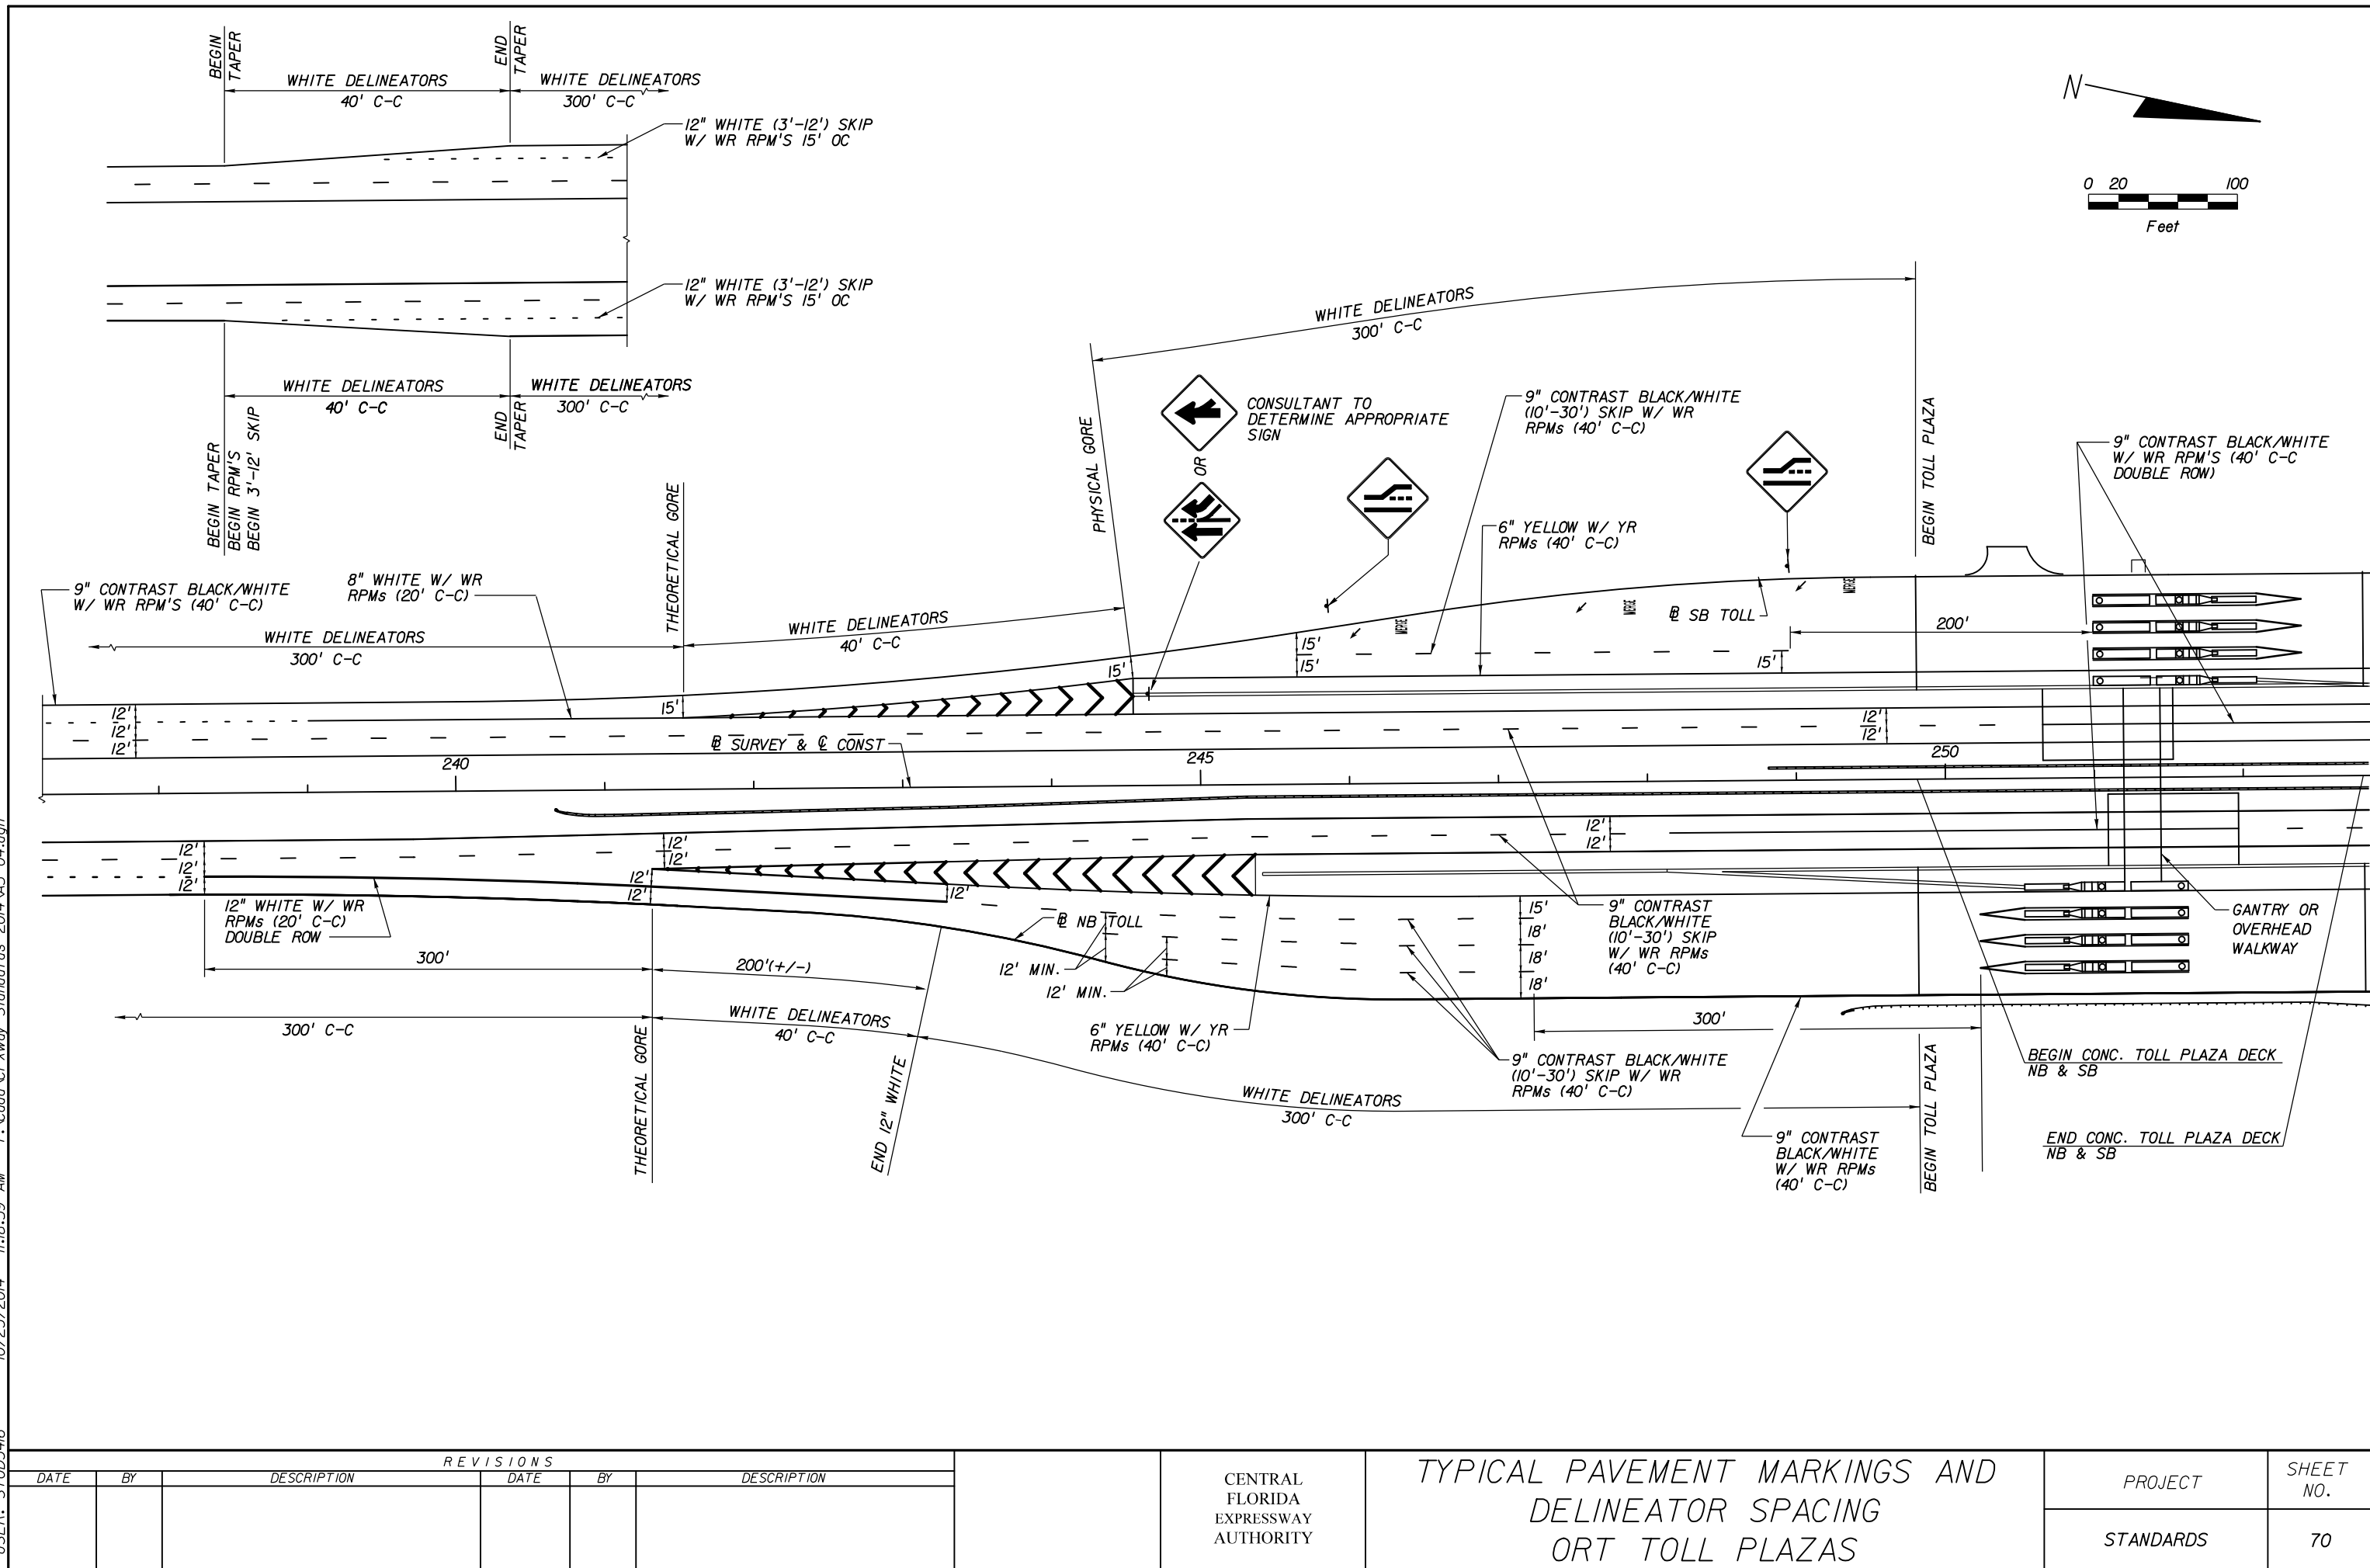 BEGIN
TAPER
END
TAPER
WHITE DELINEATORS
40' C-C
WHITE DELINEATORS
300' C-C
12" WHITE (3'-12') SKIP
W/ WR RPM'S 15' OC
12" WHITE (3'-12') SKIP
W/ WR RPM'S 15' OC
WHITE DELINEATORS
40' C-C
WHITE DELINEATORS
300' C-C
BEGIN TAPER
BEGIN RPM'S
BEGIN 3'-12' SKIP
END
TAPER
N
0 20 100
Feet
WHITE DELINEATORS
300' C-C
PHYSICAL GORE
CONSULTANT TO
DETERMINE APPROPRIATE
SIGN
OR
9" CONTRAST BLACK/WHITE
(10'-30') SKIP W/ WR
RPMs (40' C-C)
6" YELLOW W/ YR
RPMs (40' C-C)
BEGIN TOLL PLAZA
9" CONTRAST BLACK/WHITE
W/ WR RPM'S (40' C-C
DOUBLE ROW)
9" CONTRAST BLACK/WHITE
W/ WR RPM'S (40' C-C)
8" WHITE W/ WR
RPMs (20' C-C)
THEORETICAL GORE
WHITE DELINEATORS
300' C-C
WHITE DELINEATORS
40' C-C
MERGE
MERGE
MERGE
℄ SB TOLL
200'
15'
15'
15'
15'
15'
12'
12'
12'
12'
12'
℄ SURVEY & ℄ CONST
240
245
250
12'
12'
12'
12'
12'
12'
12'
12'
12'
12'
12" WHITE W/ WR
RPMs (20' C-C)
DOUBLE ROW
300'
200'(+/-)
℄ NB TOLL
12' MIN.
12' MIN.
15'
18'
18'
18'
9" CONTRAST
BLACK/WHITE
(10'-30') SKIP
W/ WR RPMs
(40' C-C)
GANTRY OR
OVERHEAD
WALKWAY
300' C-C
THEORETICAL GORE
WHITE DELINEATORS
40' C-C
END 12" WHITE
6" YELLOW W/ YR
RPMs (40' C-C)
9" CONTRAST BLACK/WHITE
(10'-30') SKIP W/ WR
RPMs (40' C-C)
300'
WHITE DELINEATORS
300' C-C
9" CONTRAST
BLACK/WHITE
W/ WR RPMs
(40' C-C)
BEGIN TOLL PLAZA
BEGIN CONC. TOLL PLAZA DECK
NB & SB
END CONC. TOLL PLAZA DECK
NB & SB
REVISIONS
DATE BY DESCRIPTION DATE BY DESCRIPTION
CENTRAL
FLORIDA
EXPRESSWAY
AUTHORITY
TYPICAL PAVEMENT MARKINGS AND
DELINEATOR SPACING
ORT TOLL PLAZAS
PROJECT
STANDARDS
SHEET
NO.
70